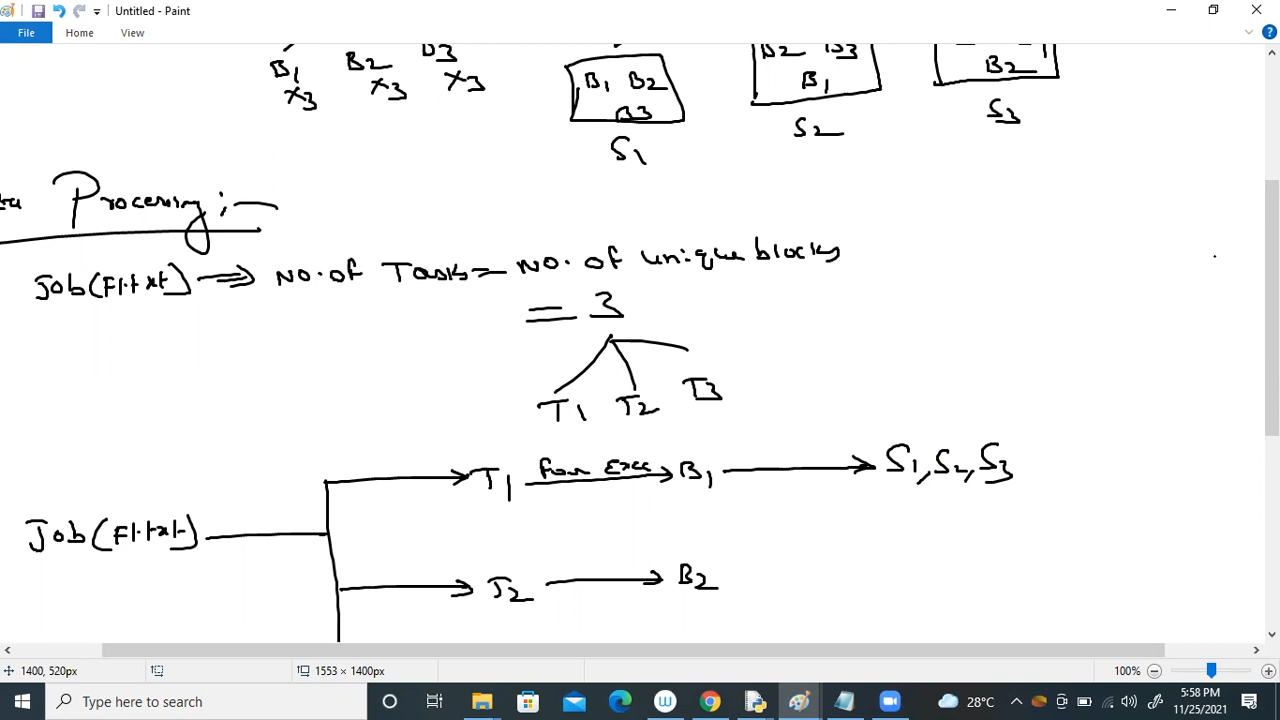 Untitled - Paint
File Home View
B1 B2 B3
x3 x3 x3
B1 B2
B3
S1
B2 B3
B1
S2
B2
S3
Processing :-
Job(F1.txt) => NO. of Tasks = NO. of unique blocks
= 3
T1 T2 T3
T1 for Exec B1 S1, S2, S3
Job(F1.txt)
T2 B2
1400, 520px
1553 × 1400px
100%
Type here to search
28°C
5:58 PM
11/25/2021